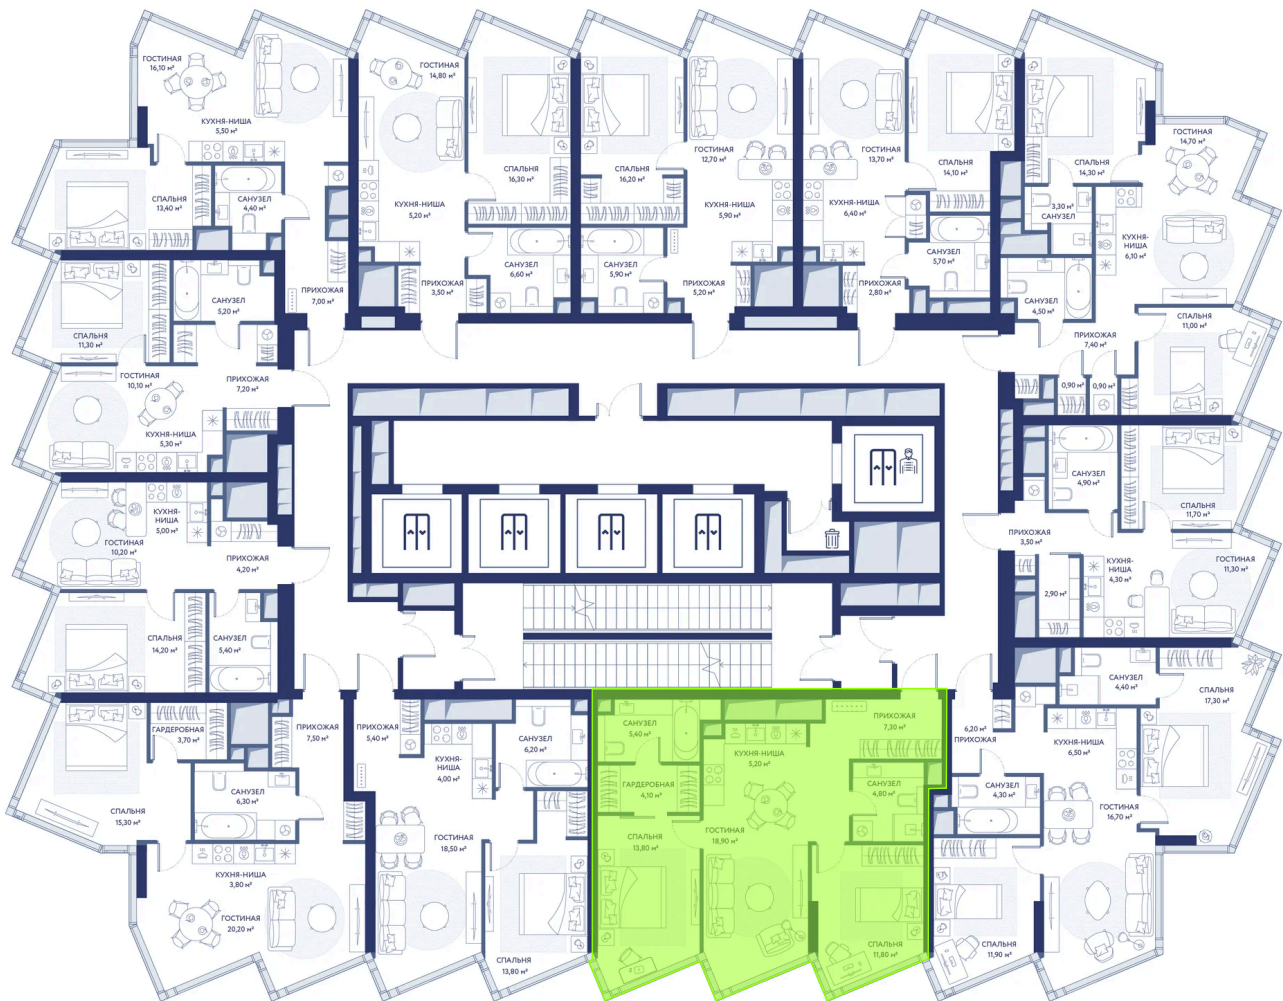 ГОСТИНАЯ
16,10 м²
КУХНЯ-НИША
5,50 м²
СПАЛЬНЯ
13,40 м²
САНУЗЕЛ
4,40 м²
ПРИХОЖАЯ
7,00 м²
ГОСТИНАЯ
14,80 м²
КУХНЯ-НИША
5,20 м²
СПАЛЬНЯ
16,30 м²
САНУЗЕЛ
6,60 м²
ПРИХОЖАЯ
3,50 м²
СПАЛЬНЯ
16,20 м²
ГОСТИНАЯ
12,70 м²
КУХНЯ-НИША
5,90 м²
САНУЗЕЛ
5,90 м²
ПРИХОЖАЯ
5,20 м²
ГОСТИНАЯ
13,70 м²
КУХНЯ-НИША
6,40 м²
СПАЛЬНЯ
14,10 м²
САНУЗЕЛ
5,70 м²
ПРИХОЖАЯ
2,80 м²
СПАЛЬНЯ
14,30 м²
ГОСТИНАЯ
14,70 м²
3,30 м²
САНУЗЕЛ
КУХНЯ-
НИША
6,10 м²
САНУЗЕЛ
4,50 м²
ПРИХОЖАЯ
7,40 м²
СПАЛЬНЯ
11,00 м²
0,90 м²
0,90 м²
СПАЛЬНЯ
11,30 м²
САНУЗЕЛ
5,20 м²
ГОСТИНАЯ
10,10 м²
ПРИХОЖАЯ
7,20 м²
КУХНЯ-НИША
5,30 м²
КУХНЯ-
НИША
5,00 м²
ГОСТИНАЯ
10,20 м²
ПРИХОЖАЯ
4,20 м²
СПАЛЬНЯ
14,20 м²
САНУЗЕЛ
5,40 м²
САНУЗЕЛ
4,90 м²
СПАЛЬНЯ
11,70 м²
ПРИХОЖАЯ
3,50 м²
КУХНЯ-
НИША
4,30 м²
ГОСТИНАЯ
11,30 м²
2,90 м²
ГАРДЕРОБНАЯ
3,70 м²
ПРИХОЖАЯ
7,50 м²
САНУЗЕЛ
6,30 м²
СПАЛЬНЯ
15,30 м²
КУХНЯ-НИША
3,80 м²
ГОСТИНАЯ
20,20 м²
ПРИХОЖАЯ
5,40 м²
КУХНЯ-
НИША
4,00 м²
САНУЗЕЛ
6,20 м²
ГОСТИНАЯ
18,50 м²
СПАЛЬНЯ
13,80 м²
САНУЗЕЛ
5,40 м²
КУХНЯ-НИША
5,20 м²
ПРИХОЖАЯ
7,30 м²
ГАРДЕРОБНАЯ
4,10 м²
САНУЗЕЛ
4,80 м²
СПАЛЬНЯ
13,80 м²
ГОСТИНАЯ
18,90 м²
СПАЛЬНЯ
11,80 м²
САНУЗЕЛ
4,40 м²
СПАЛЬНЯ
17,30 м²
6,20 м²
ПРИХОЖАЯ
КУХНЯ-НИША
6,50 м²
САНУЗЕЛ
4,30 м²
ГОСТИНАЯ
16,70 м²
СПАЛЬНЯ
11,90 м²